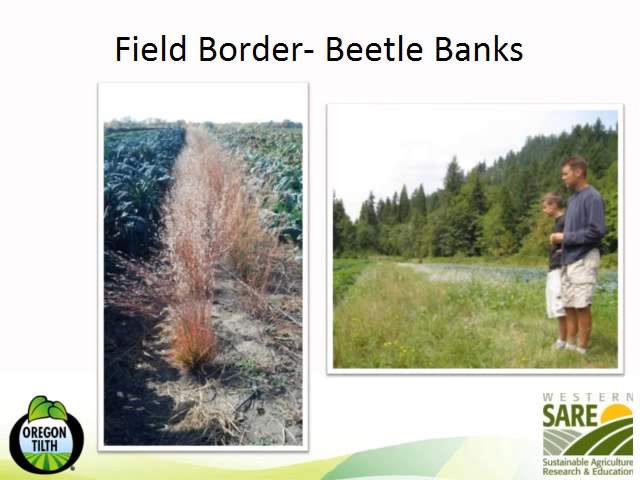 Field Border- Beetle Banks
OREGON
TILTH
WESTERN
SARE
Sustainable Agriculture
Research & Education